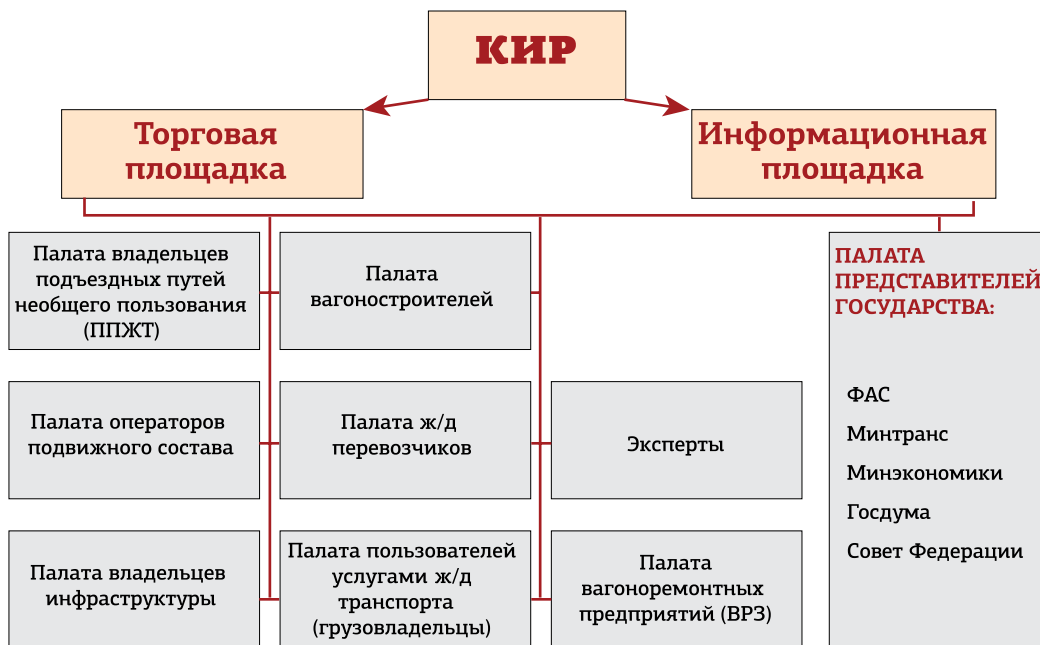 КИР
Торговая
площадка
Информационная
площадка
Палата владельцев
подъездных путей
необщего пользования
(ППЖТ)
Палата
вагоностроителей
ПАЛАТА
ПРЕДСТАВИТЕЛЕЙ
ГОСУДАРСТВА:
Палата операторов
подвижного состава
Палата ж/д
перевозчиков
Эксперты
ФАС
Минтранс
Минэкономики
Госдума
Совет Федерации
Палата владельцев
инфраструктуры
Палата пользователей
услугами ж/д
транспорта
(грузовладельцы)
Палата
вагоноремонтных
предприятий (ВРЗ)